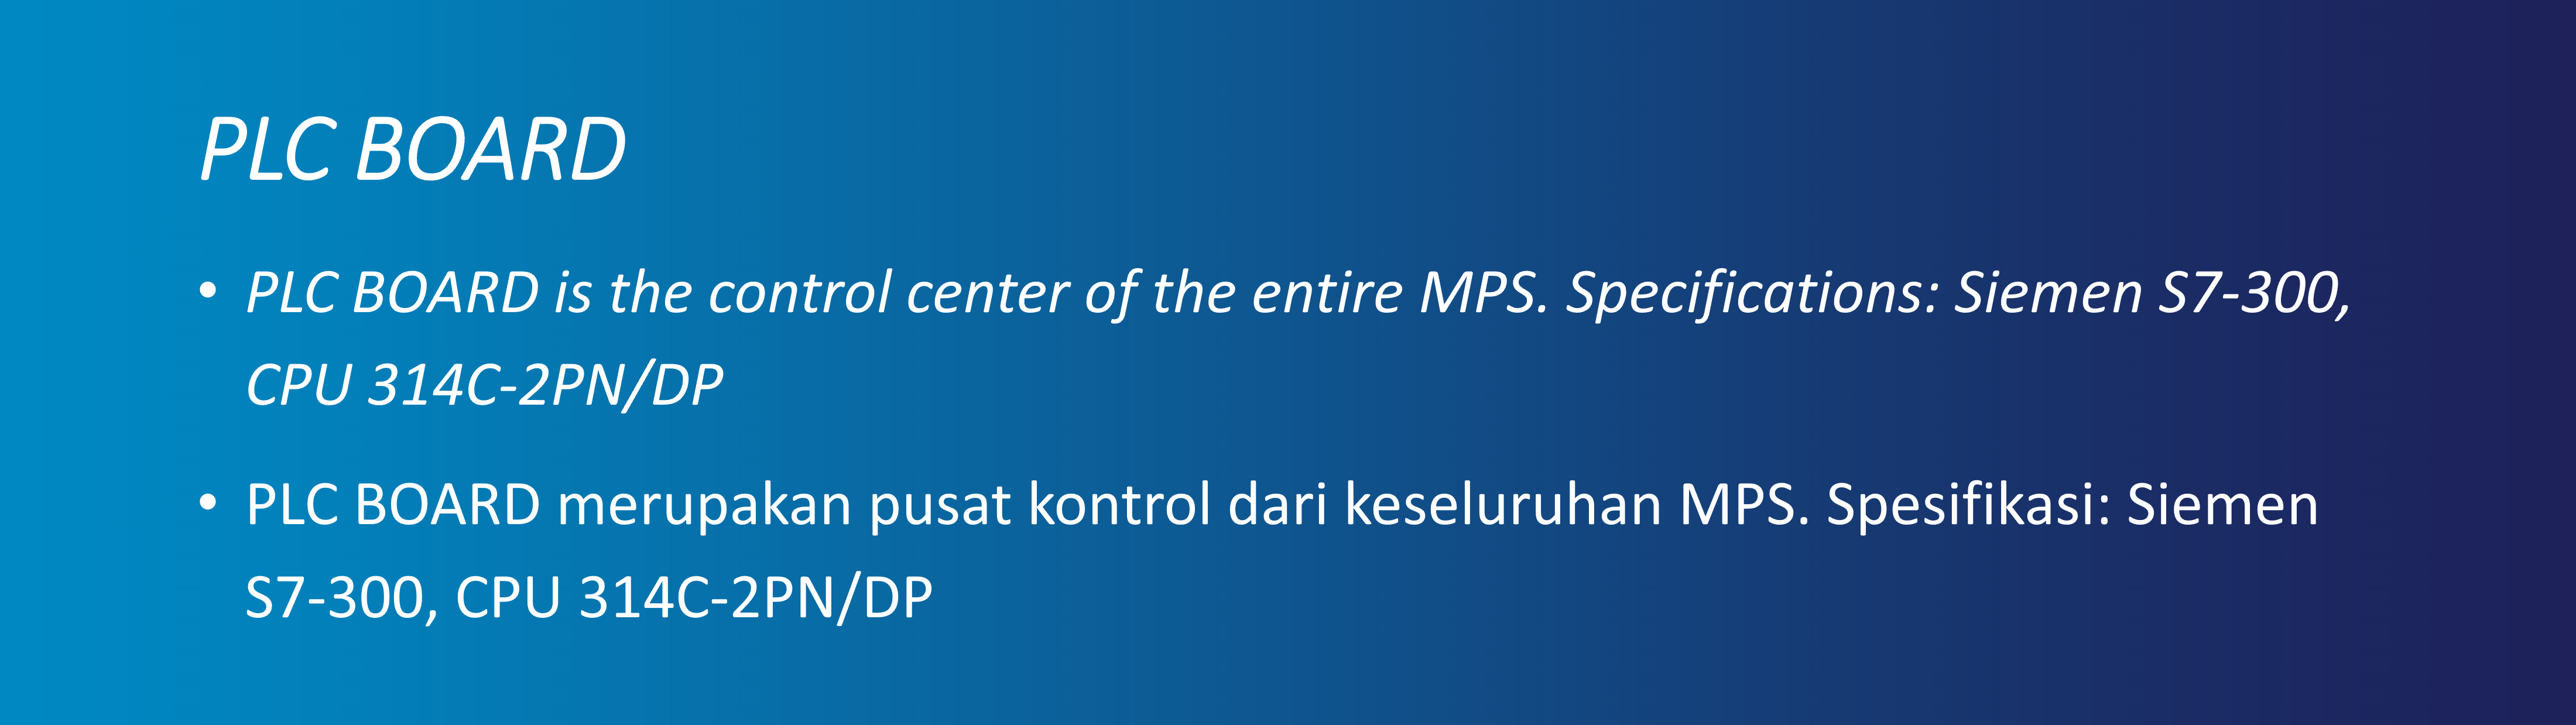 PLC BOARD
• PLC BOARD is the control center of the entire MPS. Specifications: Siemen S7-300,
CPU 314C-2PN/DP
• PLC BOARD merupakan pusat kontrol dari keseluruhan MPS. Spesifikasi: Siemen
S7-300, CPU 314C-2PN/DP